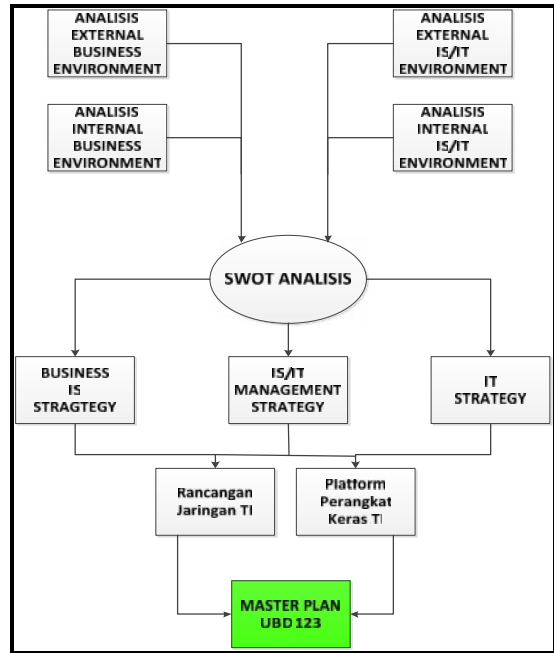 ANALISIS
EXTERNAL
BUSINESS
ENVIRONMENT
ANALISIS
EXTERNAL
IS/IT
ENVIRONMENT
ANALISIS
INTERNAL
BUSINESS
ENVIRONMENT
ANALISIS
INTERNAL
IS/IT
ENVIRONMENT
SWOT ANALISIS
BUSINESS
IS
STRAGTEGY
IS/IT
MANAGEMENT
STRATEGY
IT
STRATEGY
Rancangan
Jaringan TI
Platform
Perangkat
Keras TI
MASTER PLAN
UBD 123